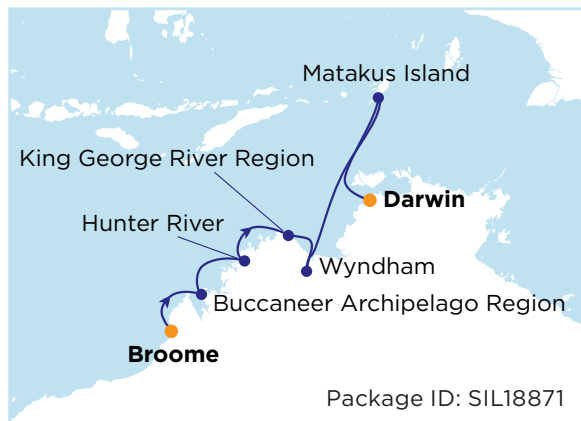 Matakus Island
King George River Region
Darwin
Hunter River
Wyndham
Buccaneer Archipelago Region
Broome
Package ID: SIL18871